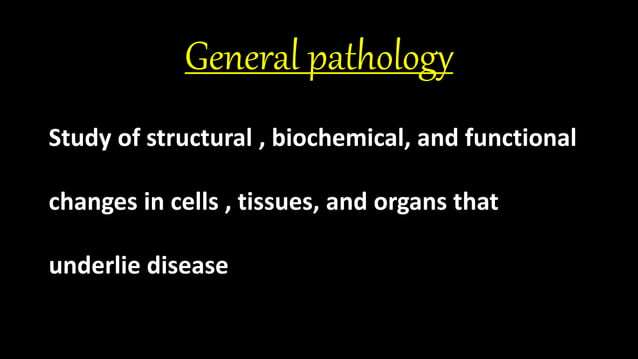 General pathology
Study of structural , biochemical, and functional
changes in cells , tissues, and organs that
underlie disease